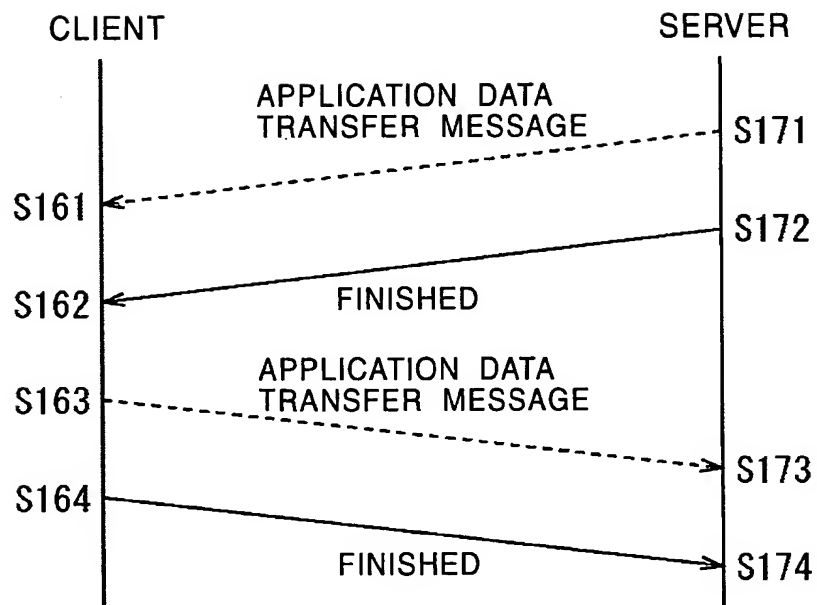 CLIENT
SERVER
APPLICATION DATA
TRANSFER MESSAGE
S171
S161
S172
FINISHED
S162
APPLICATION DATA
TRANSFER MESSAGE
S163
S173
S164
FINISHED
S174